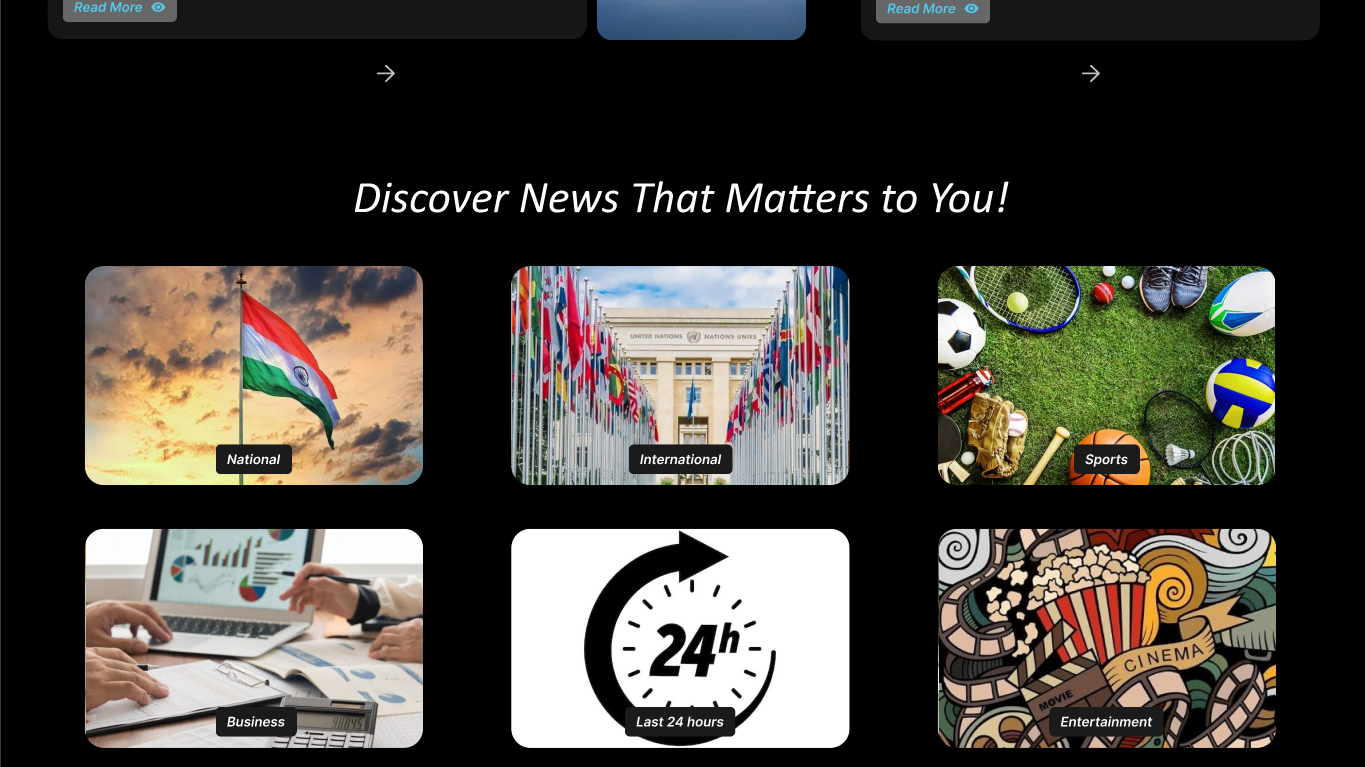 Read More
Read More
Discover News That Matters to You!
UNITED NATIONS NATIONS UNIES
National
International
Sports
24h
CINEMA
MOVIE
Business
Last 24 hours
Entertainment